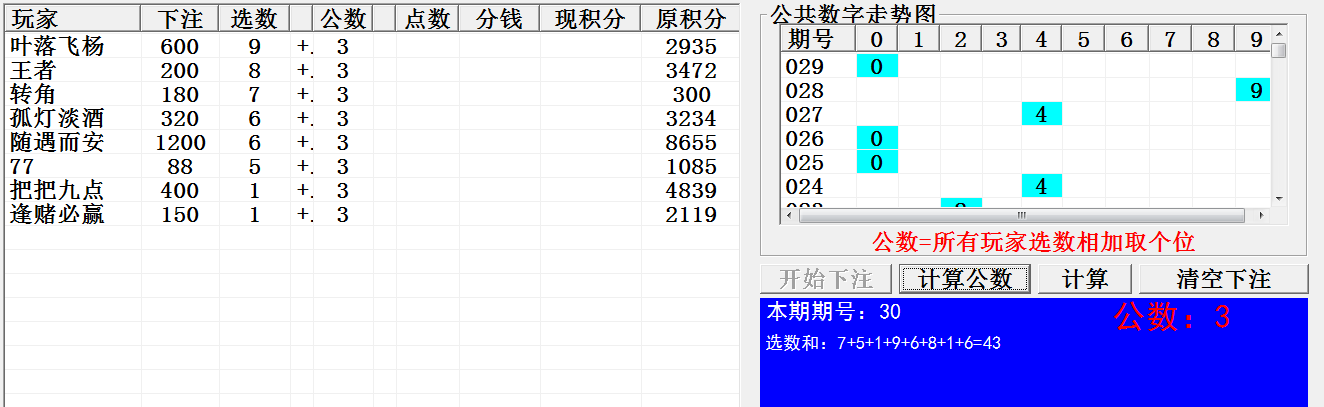 玩家 下注 选数 公数 点数 分钱 现积分 原积分
叶落飞杨 600 9 +. 3 2935
王者 200 8 +. 3 3472
转角 180 7 +. 3 300
孤灯淡酒 320 6 +. 3 3234
随遇而安 1200 6 +. 3 8655
77 88 5 +. 3 1085
把把九点 400 1 +. 3 4839
逢赌必赢 150 1 +. 3 2119
公共数字走势图
期号 0 1 2 3 4 5 6 7 8 9
029 0
028 9
027 4
026 0
025 0
024 4
公数=所有玩家选数相加取个位
开始下注 计算公数 计算 清空下注
本期期号：30 公数：3
选数和：7+5+1+9+6+8+1+6=43